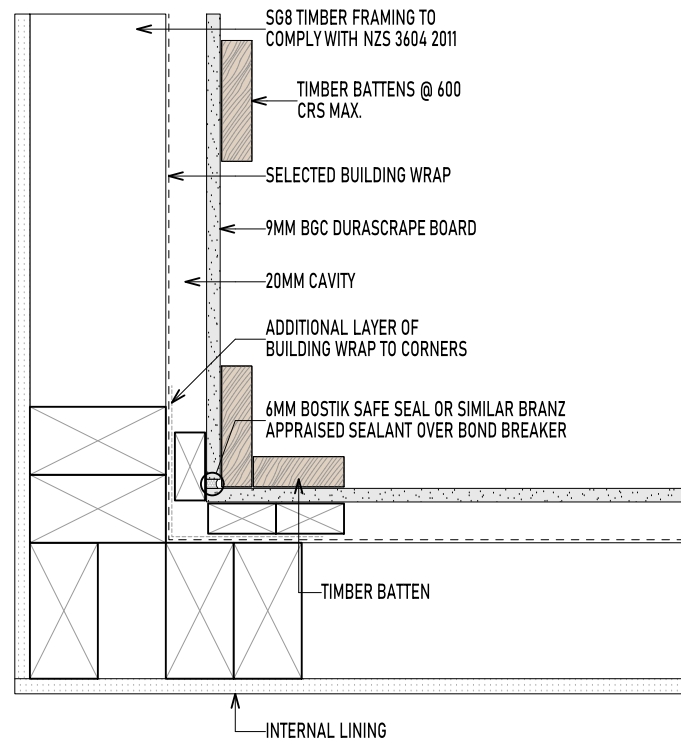 SG8 TIMBER FRAMING TO
COMPLY WITH NZS 3604 2011
TIMBER BATTENS @ 600
CRS MAX.
SELECTED BUILDING WRAP
9MM BGC DURASCRAPE BOARD
20MM CAVITY
ADDITIONAL LAYER OF
BUILDING WRAP TO CORNERS
6MM BOSTIK SAFE SEAL OR SIMILAR BRANZ
APPRAISED SEALANT OVER BOND BREAKER
TIMBER BATTEN
INTERNAL LINING